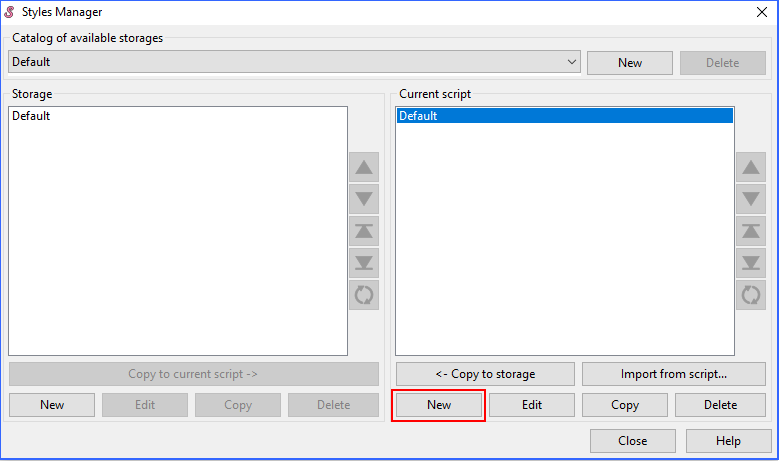 Styles Manager
Catalog of available storages
Default
New
Delete
Storage
Current script
Default
Default
Copy to current script ->
<- Copy to storage
Import from script...
New
Edit
Copy
Delete
New
Edit
Copy
Delete
Close
Help